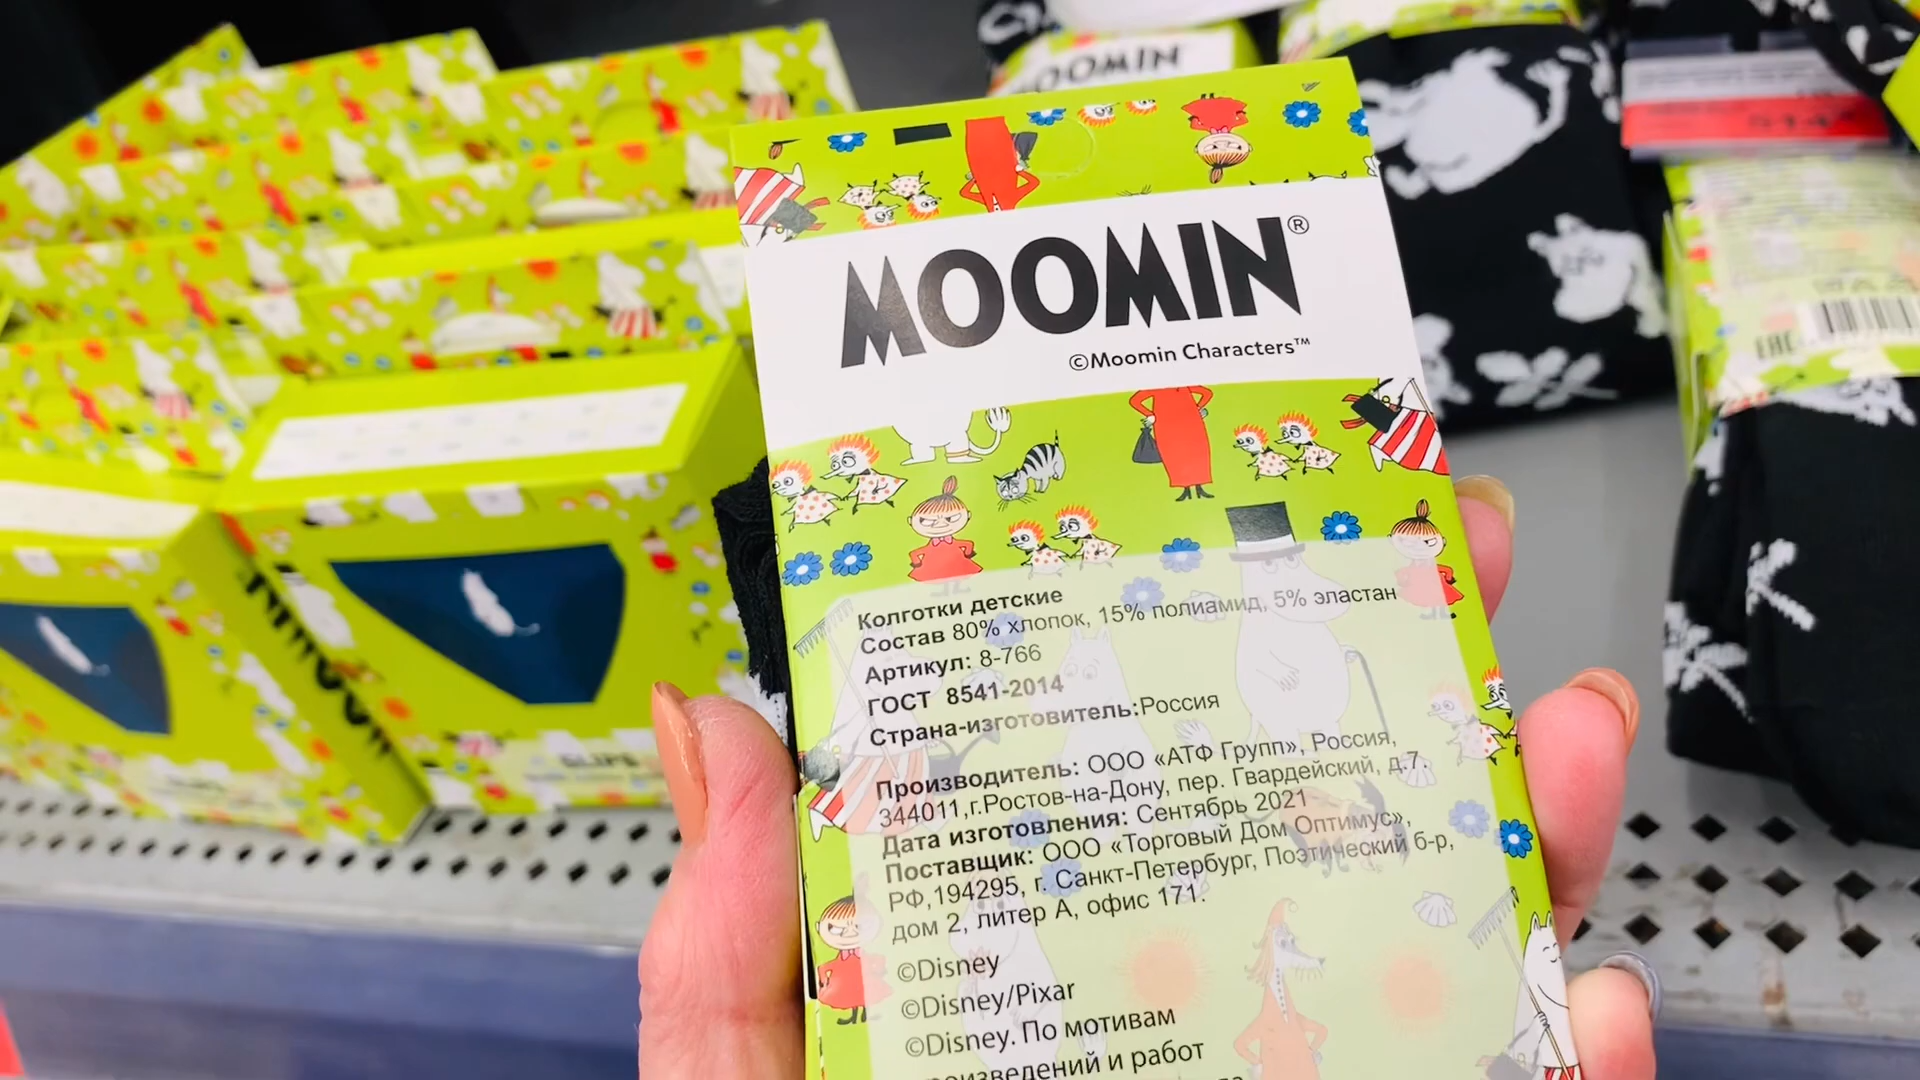 MOOMIN
MOOMIN®
©Moomin Characters™
Колготки детские
Состав 80% хлопок, 15% полиамид, 5% эластан
Артикул: 8-766
ГОСТ 8541-2014
Страна-изготовитель:Россия
Производитель: ООО «АТФ Групп», Россия,
344011,г.Ростов-на-Дону, пер. Гвардейский, д.7.
Дата изготовления: Сентябрь 2021
Поставщик: ООО «Торговый Дом Оптимус»,
РФ,194295, г. Санкт-Петербург, Поэтический б-р,
дом 2, литер А, офис 171.
©Disney
©Disney/Pixar
©Disney. По мотивам
и работ
EAC
SLIPS